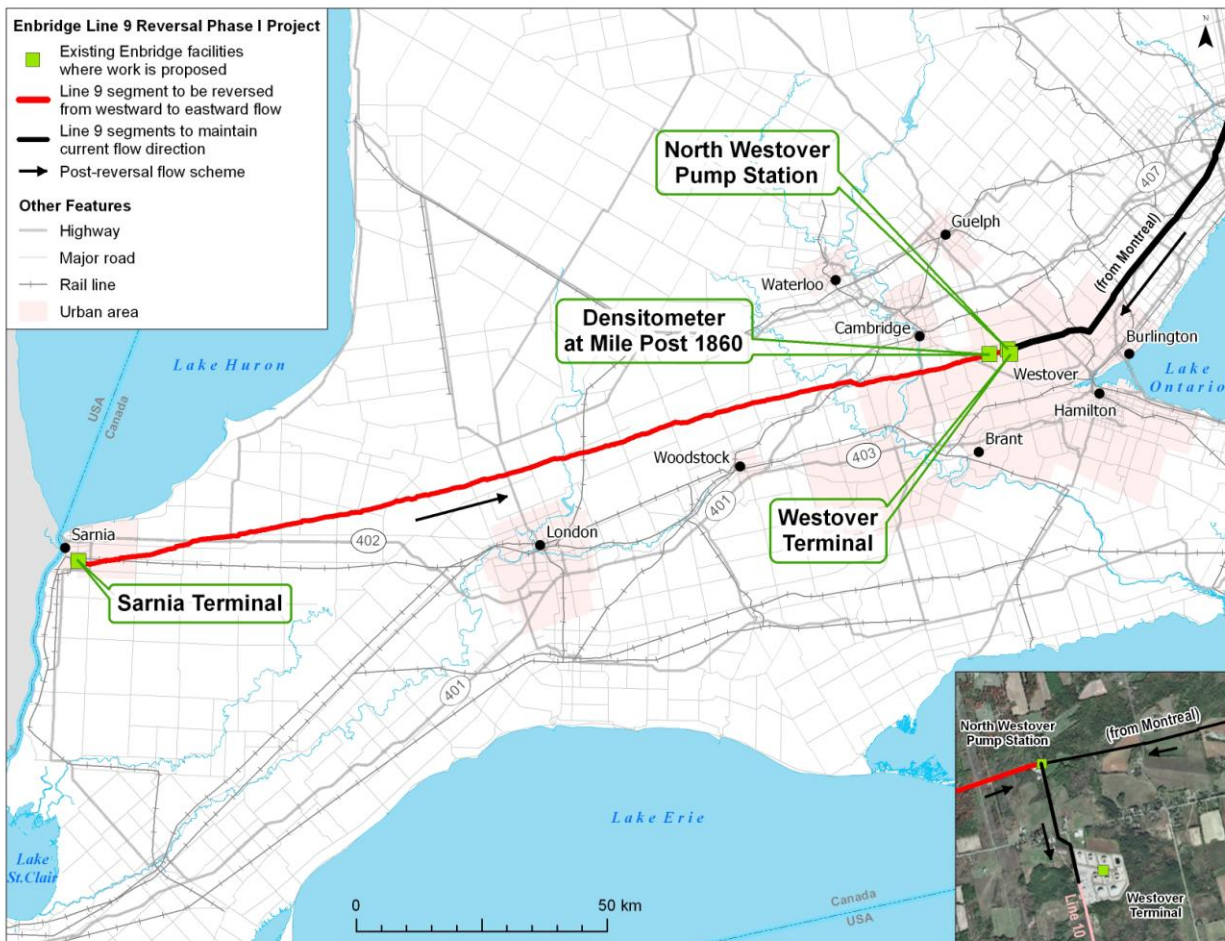 Enbridge Line 9 Reversal Phase I Project
Existing Enbridge facilities
where work is proposed
Line 9 segment to be reversed
from westward to eastward flow
Line 9 segments to maintain
current flow direction
Post-reversal flow scheme
Other Features
Highway
Major road
Rail line
Urban area
N
North Westover
Pump Station
407
Guelph
(from Montreal)
Waterloo
Densitometer
at Mile Post 1860
Cambridge
Burlington
Lake Huron
USA
Canada
Westover
Lake
Ontario
Hamilton
Brant
Woodstock
403
401
Westover
Terminal
Sarnia
402
London
Sarnia Terminal
401
Lake Erie
Lake
St.Clair
0
50 km
Canada
USA
North Westover
Pump Station
(from Montreal)
Westover
Terminal
Line 10